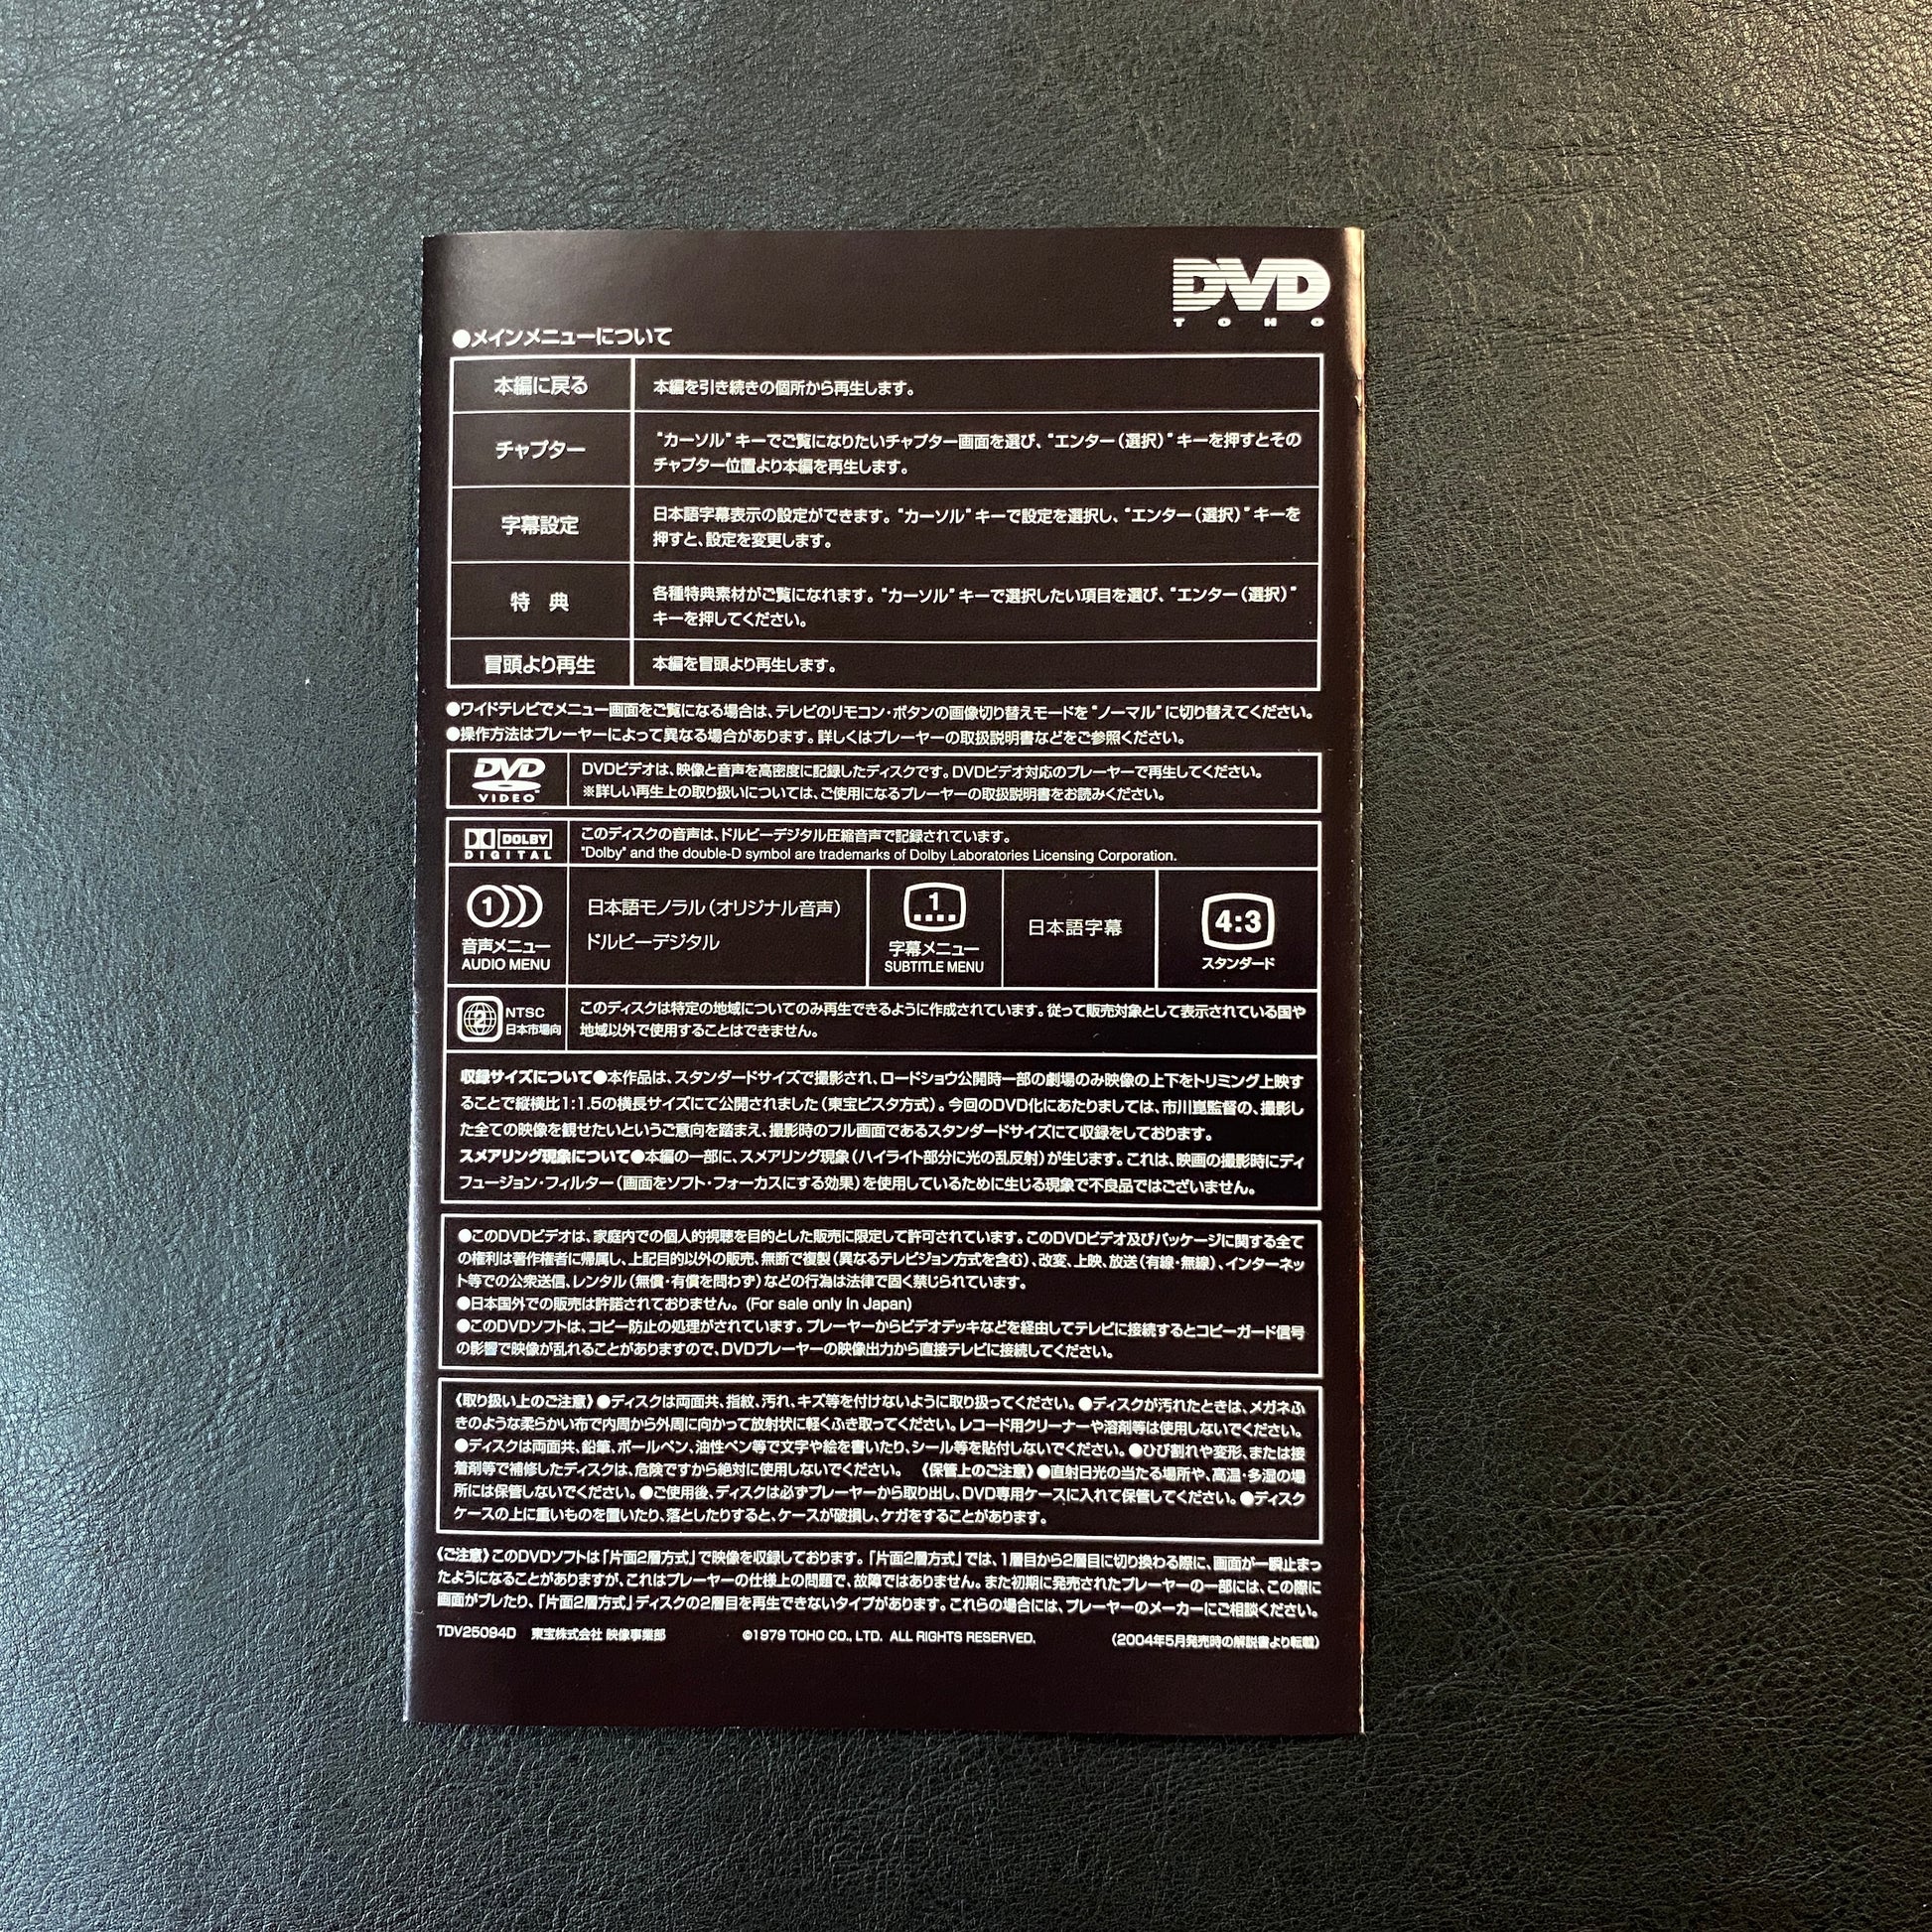 DVD
TOHO
●メインメニューについて
本編に戻る
本編を引き続きの個所から再生します。
チャプター
"カーソル"キーでご覧になりたいチャプター画面を選び、"エンター(選択)"キーを押すとその
チャプター位置より本編を再生します。
字幕設定
日本語字幕表示の設定ができます。"カーソル"キーで設定を選択し、"エンター(選択)"キーを
押すと、設定を変更します。
特 典
各種特典素材がご覧になれます。"カーソル"キーで選択したい項目を選び、"エンター(選択)"
キーを押してください。
冒頭より再生
本編を冒頭より再生します。
●ワイドテレビでメニュー画面をご覧になる場合は、テレビのリモコン・ボタンの画像切り替えモードを"ノーマル"に切り替えてください。
●操作方法はプレーヤーによって異なる場合があります。詳しくはプレーヤーの取扱説明書などをご参照ください。
DVD
VIDEO
DVDビデオは、映像と音声を高密度に記録したディスクです。DVDビデオ対応のプレーヤーで再生してください。
※詳しい再生上の取り扱いについては、ご使用になるプレーヤーの取扱説明書をお読みください。
DOLBY
DIGITAL
このディスクの音声は、ドルビーデジタル圧縮音声で記録されています。
"Dolby" and the double-D symbol are trademarks of Dolby Laboratories Licensing Corporation.
1
音声メニュー
AUDIO MENU
日本語モノラル(オリジナル音声)
ドルビーデジタル
1
字幕メニュー
SUBTITLE MENU
日本語字幕
4:3
スタンダード
2
NTSC
日本市場向
このディスクは特定の地域についてのみ再生できるように作成されています。従って販売対象として表示されている国や
地域以外で使用することはできません。
収録サイズについて●本作品は、スタンダードサイズで撮影され、ロードショウ公開時一部の劇場のみ映像の上下をトリミング上映す
ることで縦横比1:1.5の横長サイズにて公開されました(東宝ビスタ方式)。今回のDVD化にあたりましては、市川崑監督の、撮影し
た全ての映像を観せたいというご意向を踏まえ、撮影時のフル画面であるスタンダードサイズにて収録をしております。
スメアリング現象について●本編の一部に、スメアリング現象(ハイライト部分に光の乱反射)が生じます。これは、映画の撮影時にディ
フュージョン・フィルター(画面をソフト・フォーカスにする効果)を使用しているために生じる現象で不良品ではございません。
●このDVDビデオは、家庭内での個人的視聴を目的とした販売に限定して許可されています。このDVDビデオ及びパッケージに関する全て
の権利は著作権者に帰属し、上記目的以外の販売、無断で複製(異なるテレビジョン方式を含む)、改変、上映、放送(有線・無線)、インターネッ
ト等での公衆送信、レンタル(無償・有償を問わず)などの行為は法律で固く禁じられています。
●日本国外での販売は許諾されておりません。(For sale only in Japan)
●このDVDソフトは、コピー防止の処理がされています。プレーヤーからビデオデッキなどを経由してテレビに接続するとコピーガード信号
の影響で映像が乱れることがありますので、DVDプレーヤーの映像出力から直接テレビに接続してください。
《取り扱い上のご注意》●ディスクは両面共、指紋、汚れ、キズ等を付けないように取り扱ってください。●ディスクが汚れたときは、メガネふ
きのような柔らかい布で内周から外周に向かって放射状に軽くふき取ってください。レコード用クリーナーや溶剤等は使用しないでください。
●ディスクは両面共、鉛筆、ボールペン、油性ペン等で文字や絵を書いたり、シール等を貼付しないでください。●ひび割れや変形、または接
着剤等で補修したディスクは、危険ですから絶対に使用しないでください。 《保管上のご注意》●直射日光の当たる場所や、高温・多湿の場
所には保管しないでください。●ご使用後、ディスクは必ずプレーヤーから取り出し、DVD専用ケースに入れて保管してください。●ディスク
ケースの上に重いものを置いたり、落としたりすると、ケースが破損し、ケガをすることがあります。
《ご注意》このDVDソフトは「片面2層方式」で映像を収録しております。「片面2層方式」では、1層目から2層目に切り換わる際に、画面が一瞬止まっ
たようになることがありますが、これはプレーヤーの仕様上の問題で、故障ではありません。また初期に発売されたプレーヤーの一部には、この際に
画面がブレたり、「片面2層方式」ディスクの2層目を再生できないタイプがあります。これらの場合には、プレーヤーのメーカーにご相談ください。
TDV25094D 東宝株式会社 映像事業部 ©1979 TOHO CO., LTD. ALL RIGHTS RESERVED. (2004年5月発売時の解説書より転載)